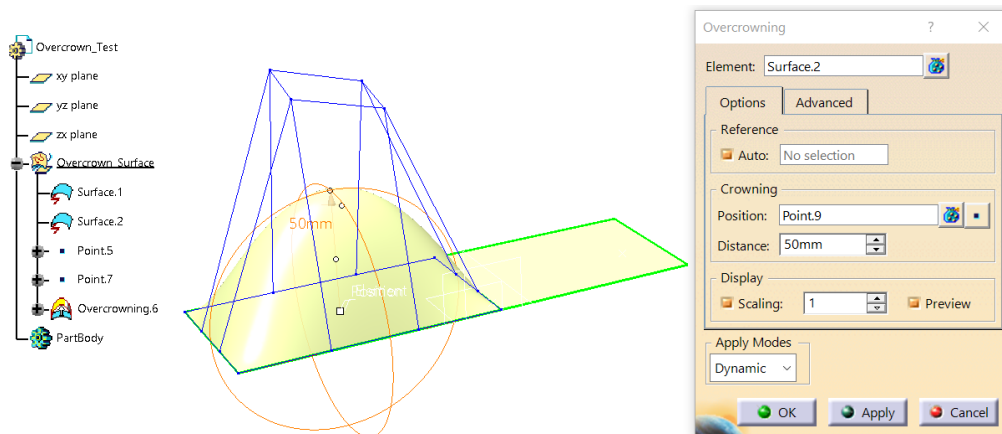 Overcrown_Test
xy plane
yz plane
zx plane
Overcrown_Surface
Surface.1
Surface.2
Point.5
Point.7
Overcrowning.6
PartBody
50mm
Element
Overcrowning ? ×
Element: Surface.2
Options Advanced
Reference
Auto: No selection
Crowning
Position: Point.9
Distance: 50mm
Display
Scaling: 1 Preview
Apply Modes
Dynamic
OK Apply Cancel